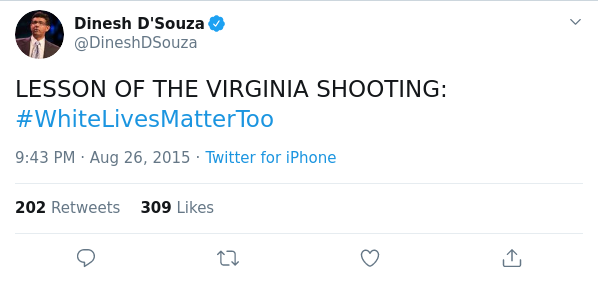 Dinesh D'Souza
@DineshDSouza
LESSON OF THE VIRGINIA SHOOTING:
#WhiteLivesMatterToo
9:43 PM · Aug 26, 2015 · Twitter for iPhone
202 Retweets 309 Likes